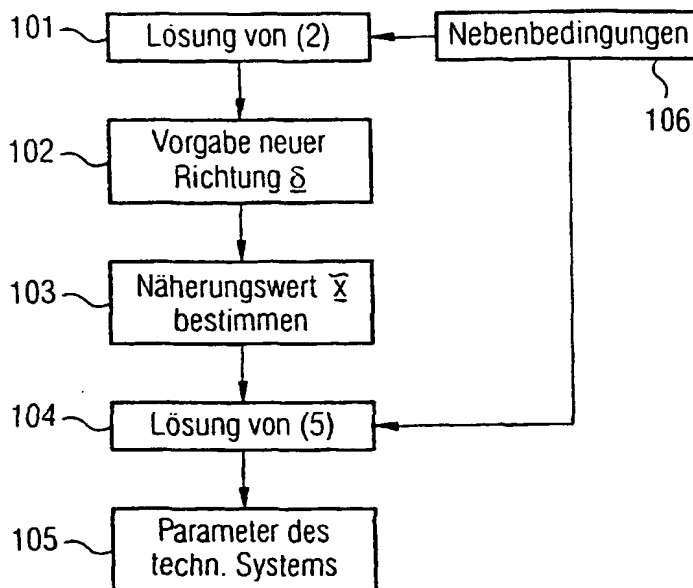 101
Lösung von (2)
Nebenbedingungen
106
102
Vorgabe neuer
Richtung δ̲
103
Näherungswert x̲̃
bestimmen
104
Lösung von (5)
105
Parameter des
techn. Systems